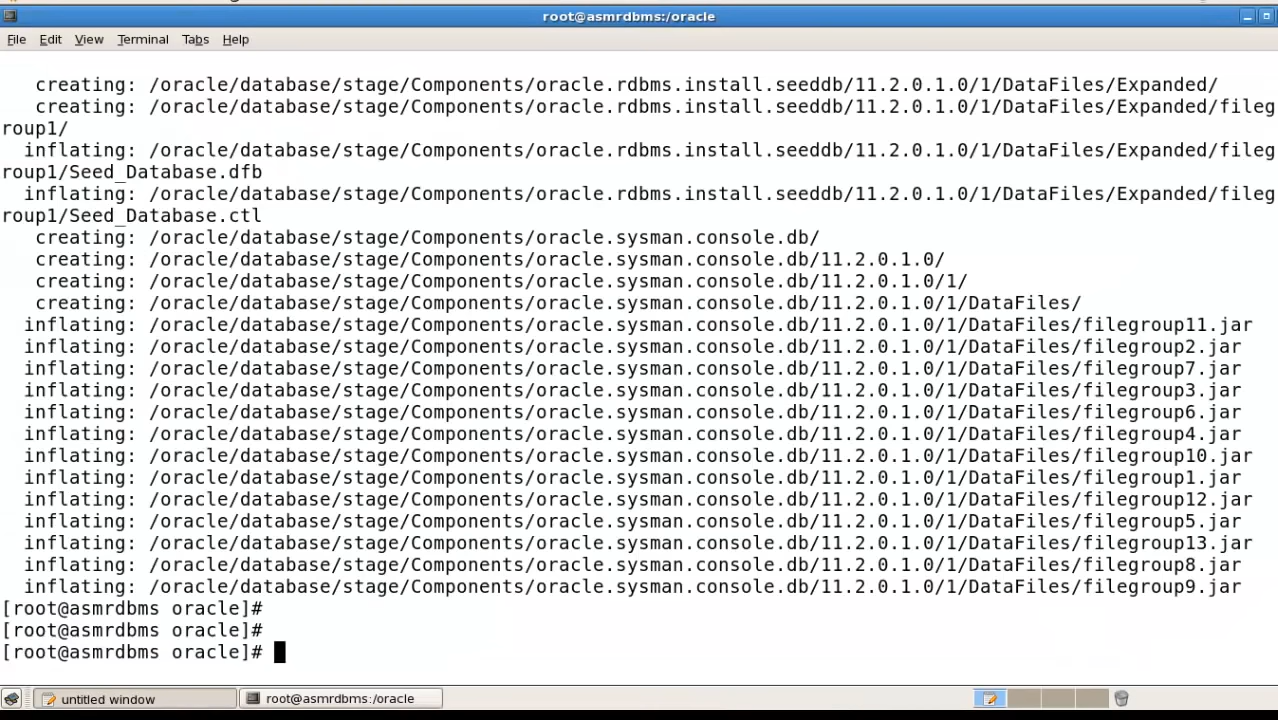 root@asmrdbms:/oracle
File Edit View Terminal Tabs Help
creating: /oracle/database/stage/Components/oracle.rdbms.install.seeddb/11.2.0.1.0/1/DataFiles/Expanded/
creating: /oracle/database/stage/Components/oracle.rdbms.install.seeddb/11.2.0.1.0/1/DataFiles/Expanded/fileg
roup1/
inflating: /oracle/database/stage/Components/oracle.rdbms.install.seeddb/11.2.0.1.0/1/DataFiles/Expanded/fileg
roup1/Seed_Database.dfb
inflating: /oracle/database/stage/Components/oracle.rdbms.install.seeddb/11.2.0.1.0/1/DataFiles/Expanded/fileg
roup1/Seed_Database.ctl
creating: /oracle/database/stage/Components/oracle.sysman.console.db/
creating: /oracle/database/stage/Components/oracle.sysman.console.db/11.2.0.1.0/
creating: /oracle/database/stage/Components/oracle.sysman.console.db/11.2.0.1.0/1/
creating: /oracle/database/stage/Components/oracle.sysman.console.db/11.2.0.1.0/1/DataFiles/
inflating: /oracle/database/stage/Components/oracle.sysman.console.db/11.2.0.1.0/1/DataFiles/filegroup11.jar
inflating: /oracle/database/stage/Components/oracle.sysman.console.db/11.2.0.1.0/1/DataFiles/filegroup2.jar
inflating: /oracle/database/stage/Components/oracle.sysman.console.db/11.2.0.1.0/1/DataFiles/filegroup7.jar
inflating: /oracle/database/stage/Components/oracle.sysman.console.db/11.2.0.1.0/1/DataFiles/filegroup3.jar
inflating: /oracle/database/stage/Components/oracle.sysman.console.db/11.2.0.1.0/1/DataFiles/filegroup6.jar
inflating: /oracle/database/stage/Components/oracle.sysman.console.db/11.2.0.1.0/1/DataFiles/filegroup4.jar
inflating: /oracle/database/stage/Components/oracle.sysman.console.db/11.2.0.1.0/1/DataFiles/filegroup10.jar
inflating: /oracle/database/stage/Components/oracle.sysman.console.db/11.2.0.1.0/1/DataFiles/filegroup1.jar
inflating: /oracle/database/stage/Components/oracle.sysman.console.db/11.2.0.1.0/1/DataFiles/filegroup12.jar
inflating: /oracle/database/stage/Components/oracle.sysman.console.db/11.2.0.1.0/1/DataFiles/filegroup5.jar
inflating: /oracle/database/stage/Components/oracle.sysman.console.db/11.2.0.1.0/1/DataFiles/filegroup13.jar
inflating: /oracle/database/stage/Components/oracle.sysman.console.db/11.2.0.1.0/1/DataFiles/filegroup8.jar
inflating: /oracle/database/stage/Components/oracle.sysman.console.db/11.2.0.1.0/1/DataFiles/filegroup9.jar
[root@asmrdbms oracle]#
[root@asmrdbms oracle]#
[root@asmrdbms oracle]#
untitled window
root@asmrdbms:/oracle